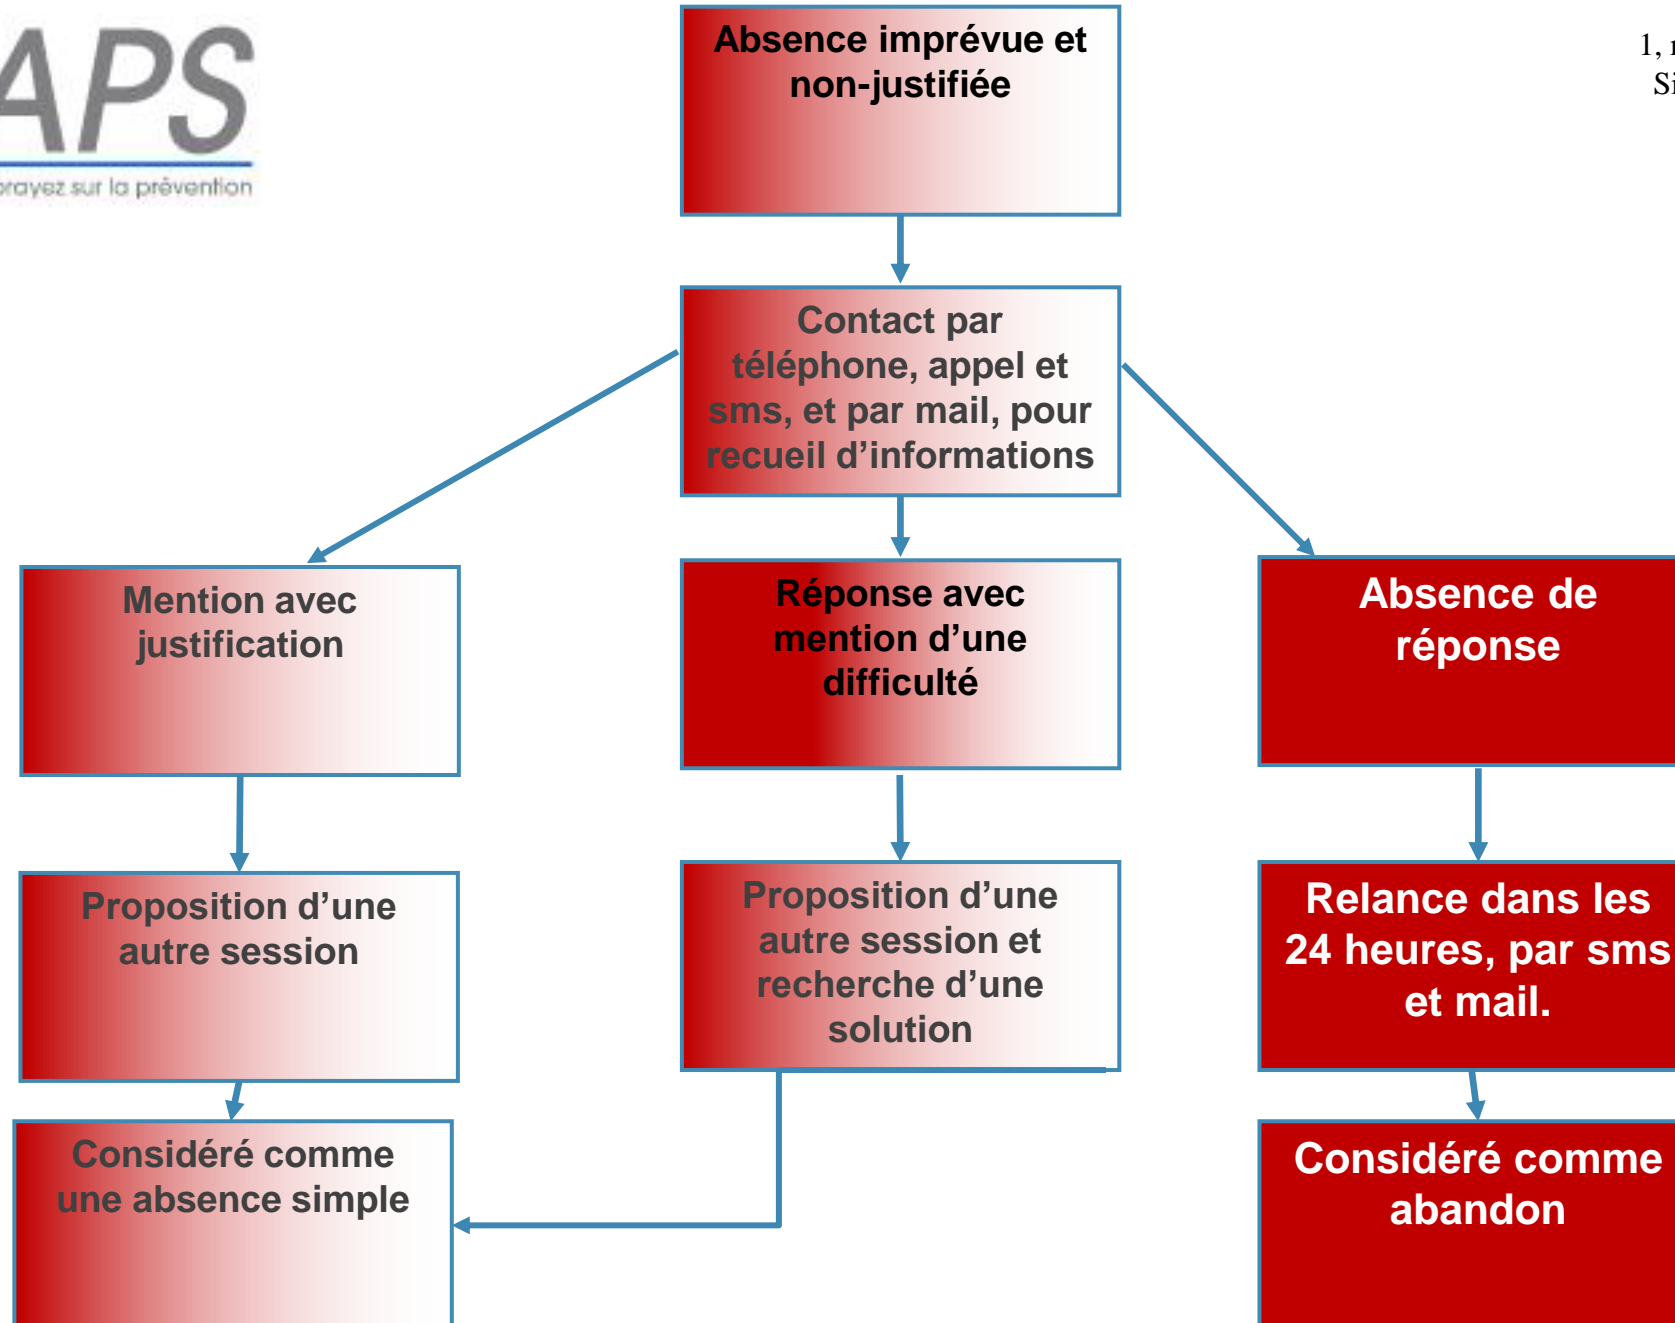 APS
sur la prévention
1,
Absence imprévue et
non-justifiée
Contact par
téléphone, appel et
sms, et par mail, pour
recueil d’informations
Mention avec
justification
Réponse avec
mention d’une
difficulté
Absence de
réponse
Proposition d’une
autre session
Proposition d’une
autre session et
recherche d’une
solution
Relance dans les
24 heures, par sms
et mail.
Considéré comme
une absence simple
Considéré comme
abandon